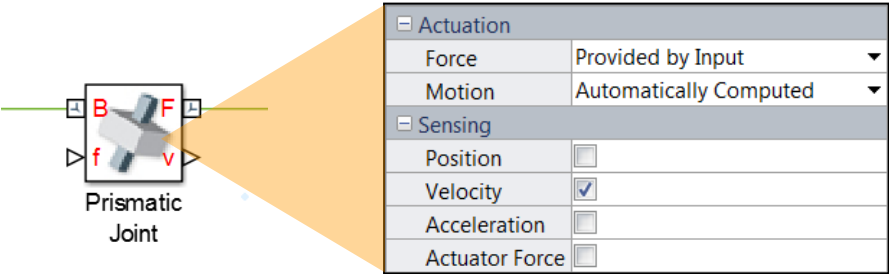 B F
f v
Prismatic
Joint
Actuation
Force Provided by Input
Motion Automatically Computed
Sensing
Position
Velocity
Acceleration
Actuator Force